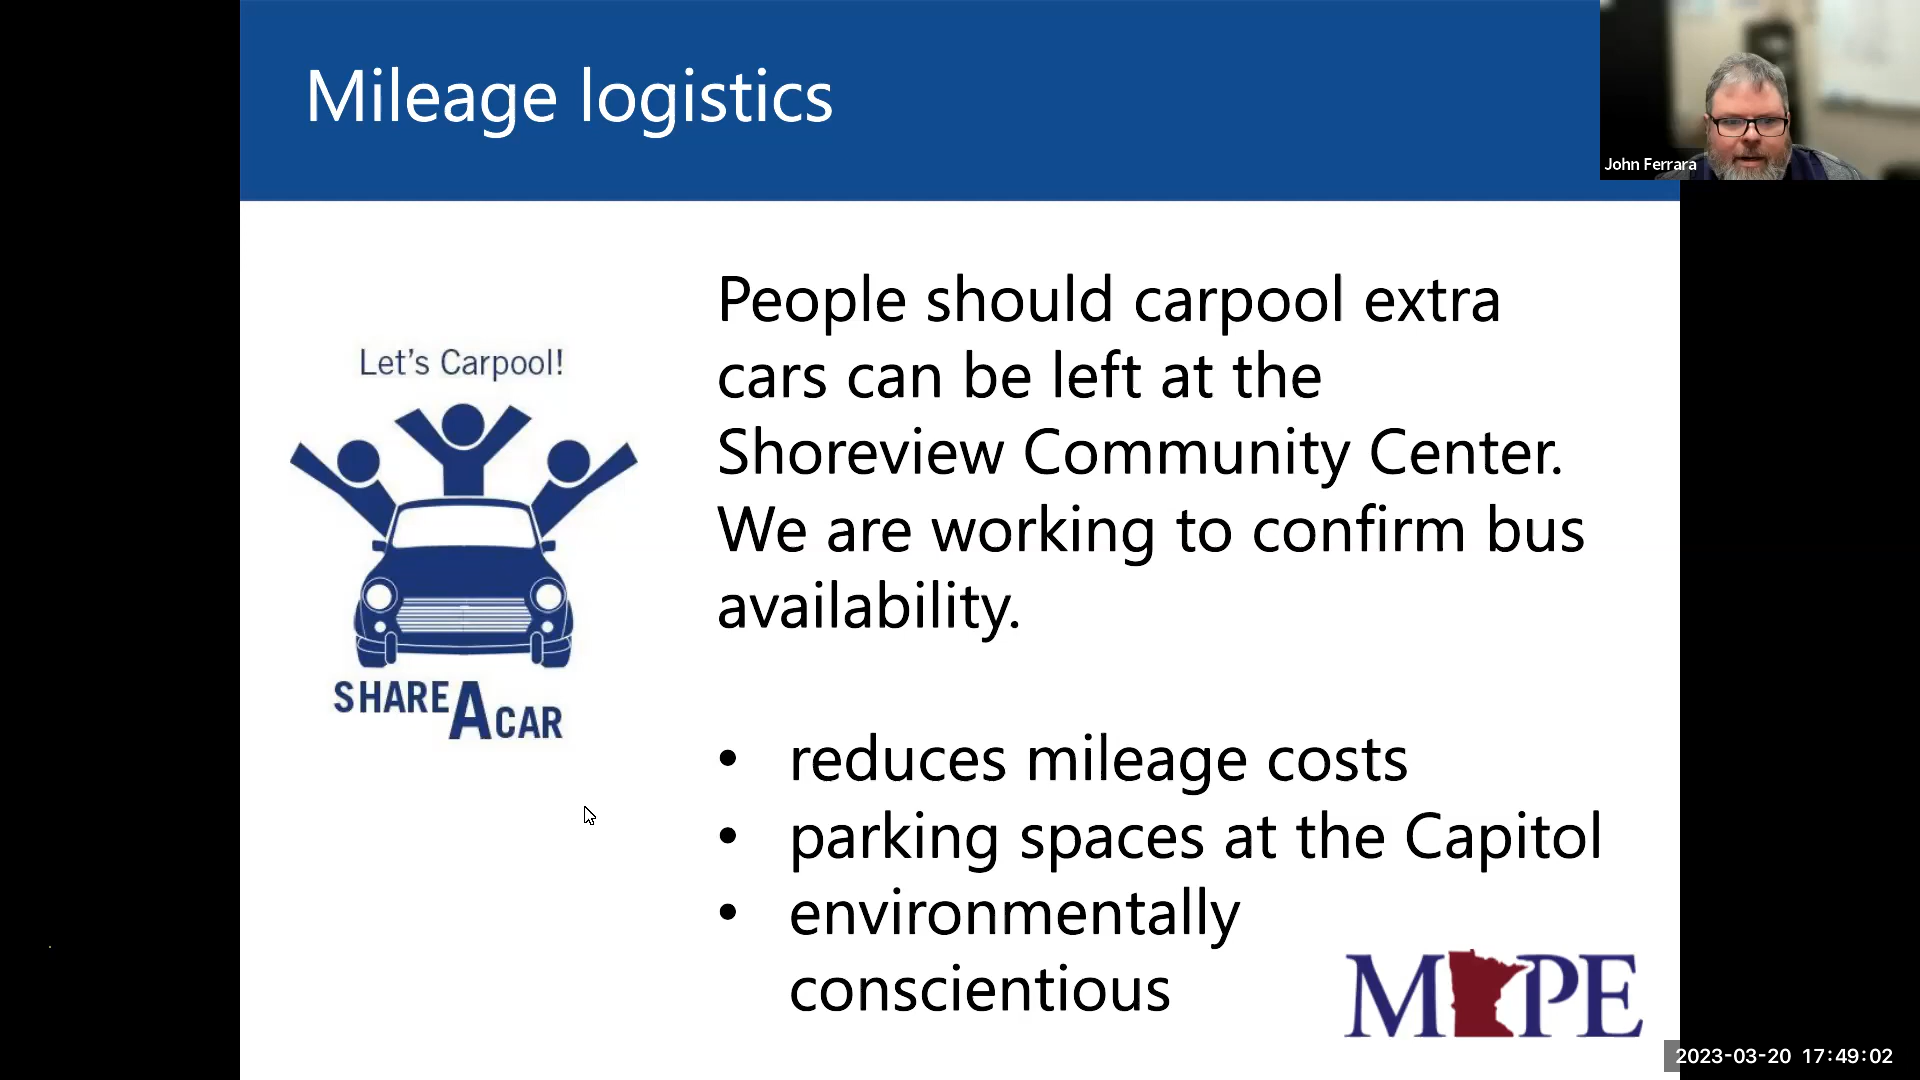 Mileage logistics
John Ferrara
Let's Carpool!
SHARE A CAR
People should carpool extra
cars can be left at the
Shoreview Community Center.
We are working to confirm bus
availability.
• reduces mileage costs
• parking spaces at the Capitol
• environmentally
conscientious
M PE
2023-03-20 17:49:02